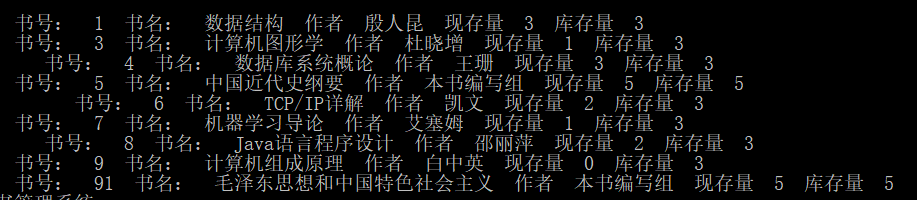 书号： 1 书名： 数据结构 作者 殷人昆 现存量 3 库存量 3
书号： 3 书名： 计算机图形学 作者 杜晓增 现存量 1 库存量 3
书号： 4 书名： 数据库系统概论 作者 王珊 现存量 3 库存量 3
书号： 5 书名： 中国近代史纲要 作者 本书编写组 现存量 5 库存量 5
书号： 6 书名： TCP/IP详解 作者 凯文 现存量 2 库存量 3
书号： 7 书名： 机器学习导论 作者 艾塞姆 现存量 1 库存量 3
书号： 8 书名： Java语言程序设计 作者 邵丽萍 现存量 2 库存量 3
书号： 9 书名： 计算机组成原理 作者 白中英 现存量 0 库存量 3
书号： 91 书名： 毛泽东思想和中国特色社会主义 作者 本书编写组 现存量 5 库存量 5